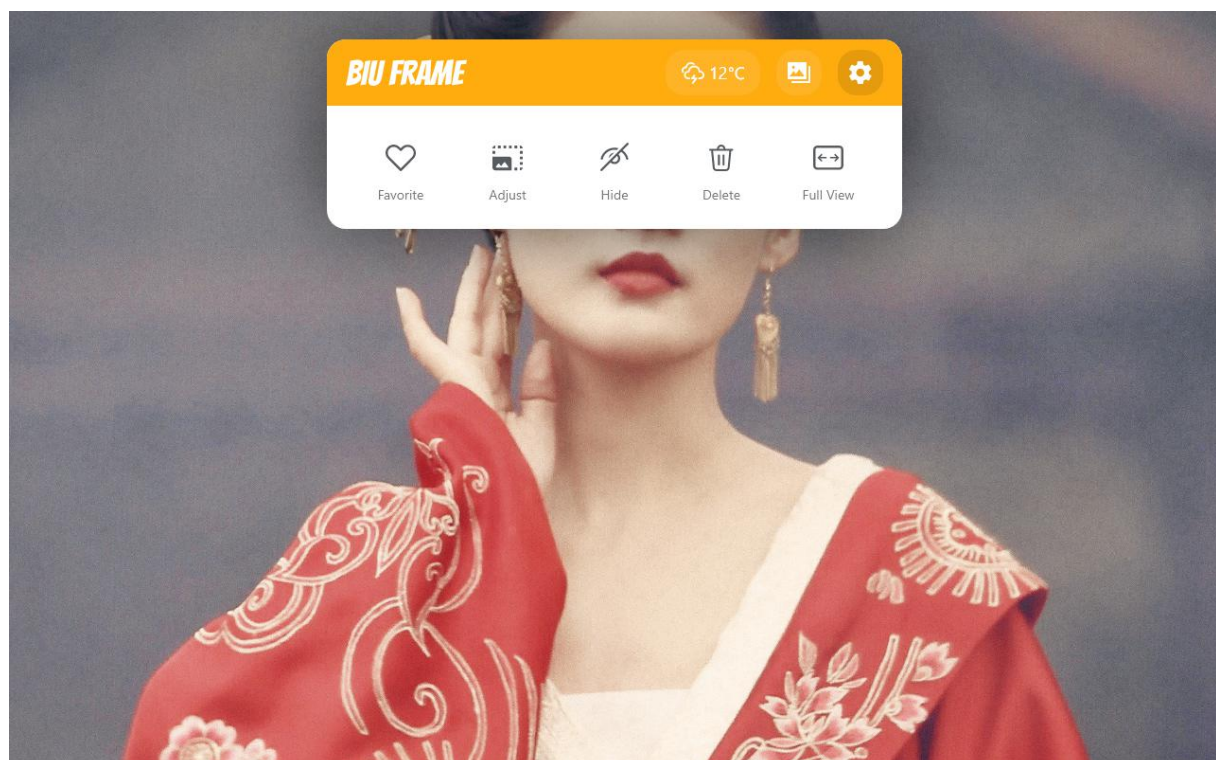 BIU FRAME
12°C
Favorite
Adjust
Hide
Delete
Full View